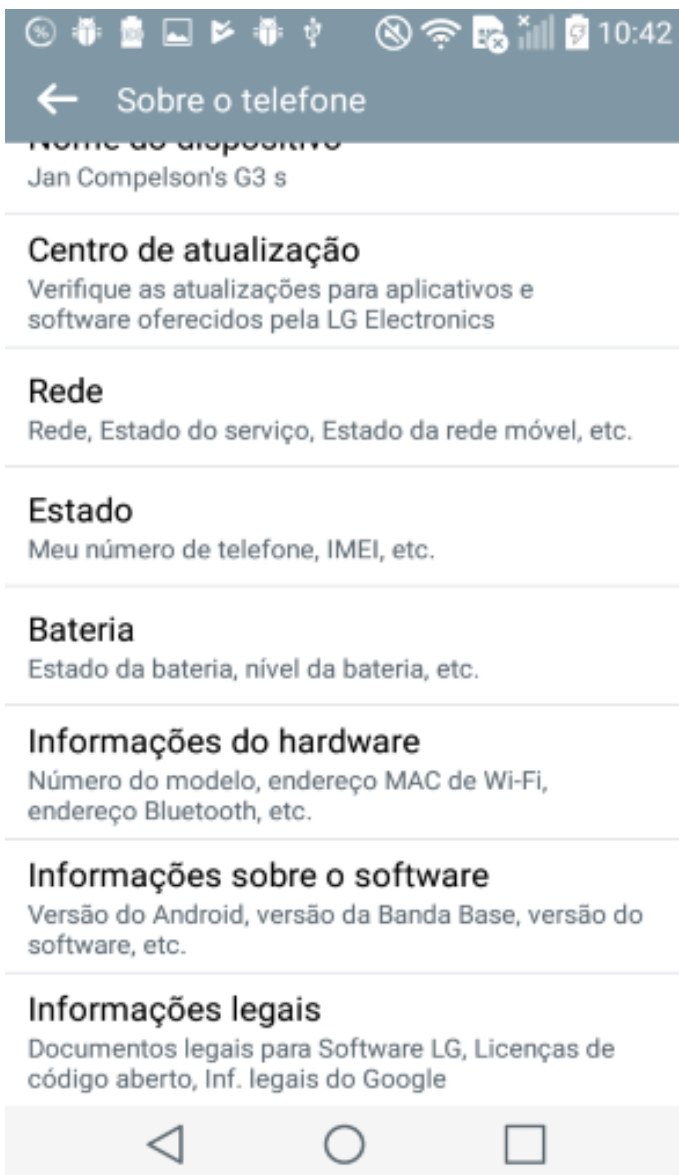 10:42
Sobre o telefone
Nome do dispositivo
Jan Compelson's G3 s
Centro de atualização
Verifique as atualizações para aplicativos e
software oferecidos pela LG Electronics
Rede
Rede, Estado do serviço, Estado da rede móvel, etc.
Estado
Meu número de telefone, IMEI, etc.
Bateria
Estado da bateria, nível da bateria, etc.
Informações do hardware
Número do modelo, endereço MAC de Wi-Fi,
endereço Bluetooth, etc.
Informações sobre o software
Versão do Android, versão da Banda Base, versão do
software, etc.
Informações legais
Documentos legais para Software LG, Licenças de
código aberto, Inf. legais do Google